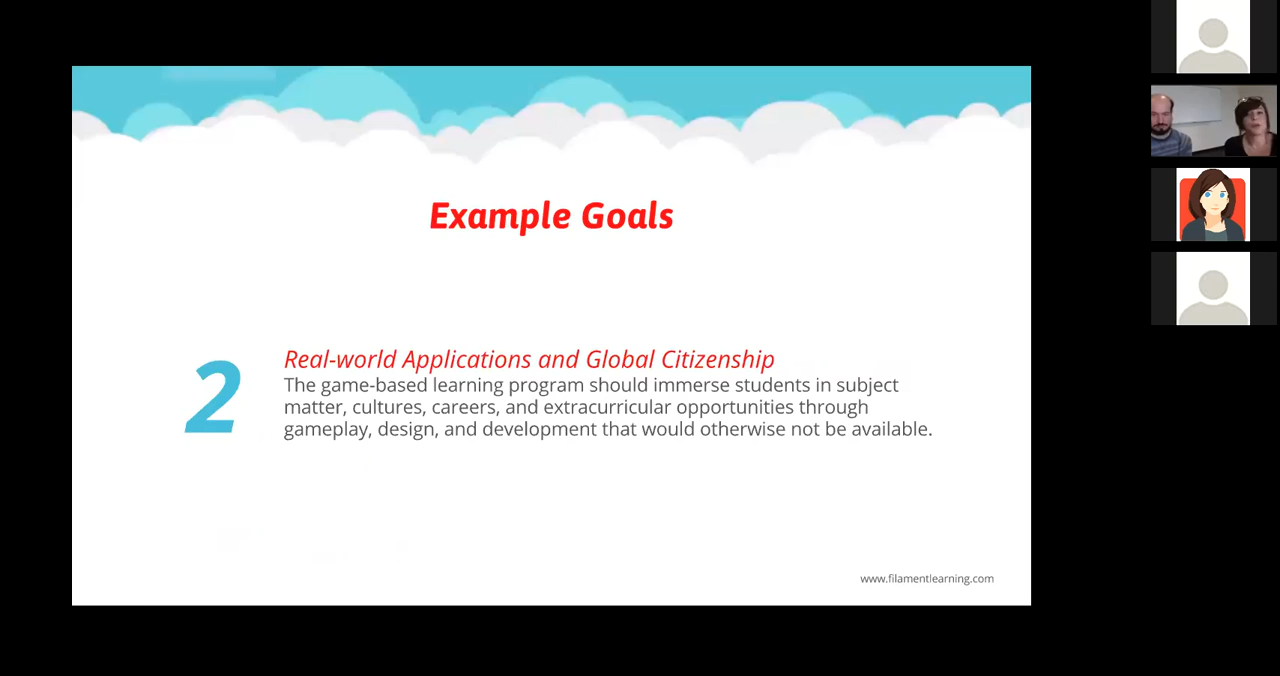 Example Goals
2
Real-world Applications and Global Citizenship
The game-based learning program should immerse students in subject
matter, cultures, careers, and extracurricular opportunities through
gameplay, design, and development that would otherwise not be available.
www.filamentlearning.com